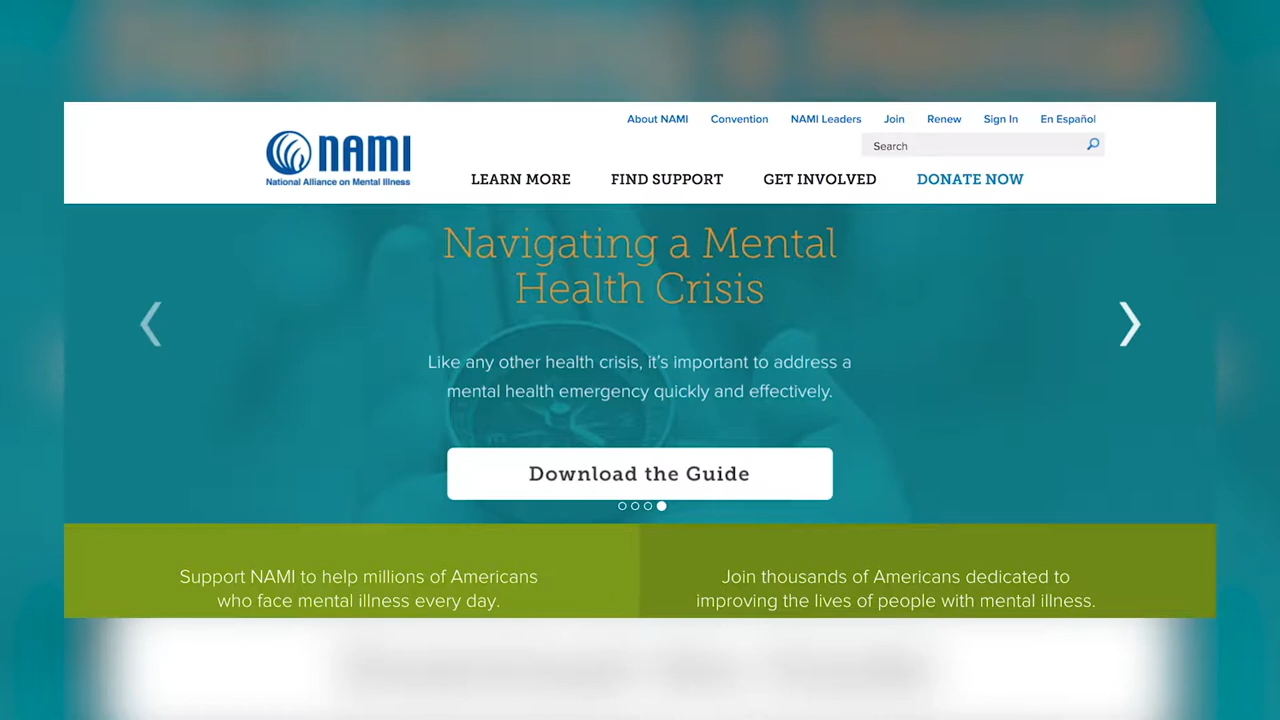 About NAMI Convention NAMI Leaders Join Renew Sign In En Español
Search
NAMI
National Alliance on Mental Illness
LEARN MORE FIND SUPPORT GET INVOLVED DONATE NOW
Navigating a Mental
Health Crisis
Like any other health crisis, it's important to address a
mental health emergency quickly and effectively.
Download the Guide
Support NAMI to help millions of Americans
who face mental illness every day.
Join thousands of Americans dedicated to
improving the lives of people with mental illness.